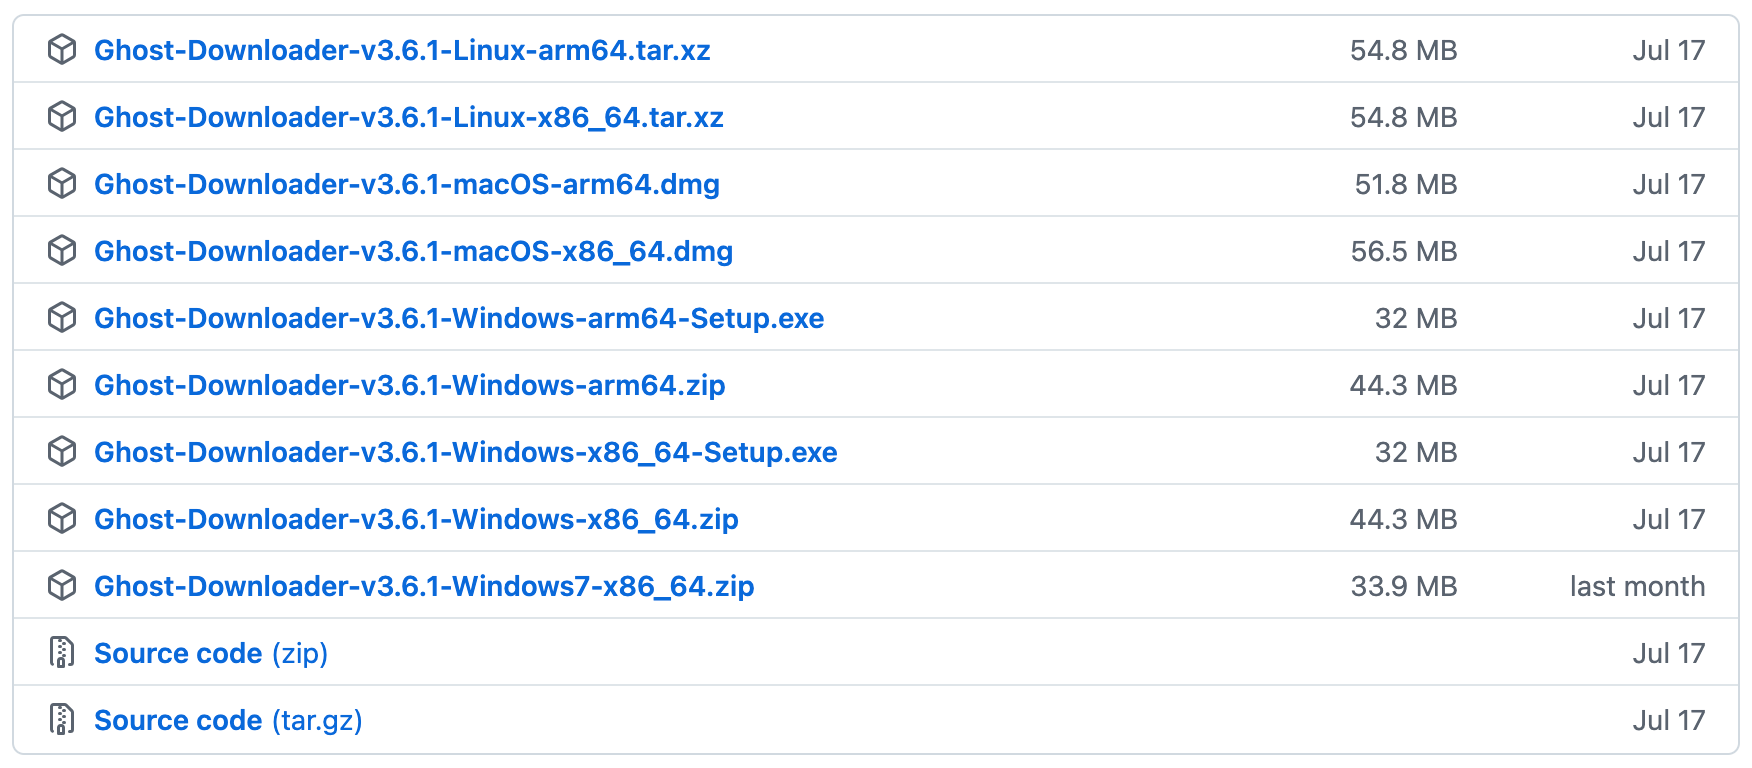 Ghost-Downloader-v3.6.1-Linux-arm64.tar.xz 54.8 MB Jul 17
Ghost-Downloader-v3.6.1-Linux-x86_64.tar.xz 54.8 MB Jul 17
Ghost-Downloader-v3.6.1-macOS-arm64.dmg 51.8 MB Jul 17
Ghost-Downloader-v3.6.1-macOS-x86_64.dmg 56.5 MB Jul 17
Ghost-Downloader-v3.6.1-Windows-arm64-Setup.exe 32 MB Jul 17
Ghost-Downloader-v3.6.1-Windows-arm64.zip 44.3 MB Jul 17
Ghost-Downloader-v3.6.1-Windows-x86_64-Setup.exe 32 MB Jul 17
Ghost-Downloader-v3.6.1-Windows-x86_64.zip 44.3 MB Jul 17
Ghost-Downloader-v3.6.1-Windows7-x86_64.zip 33.9 MB last month
Source code (zip) Jul 17
Source code (tar.gz) Jul 17